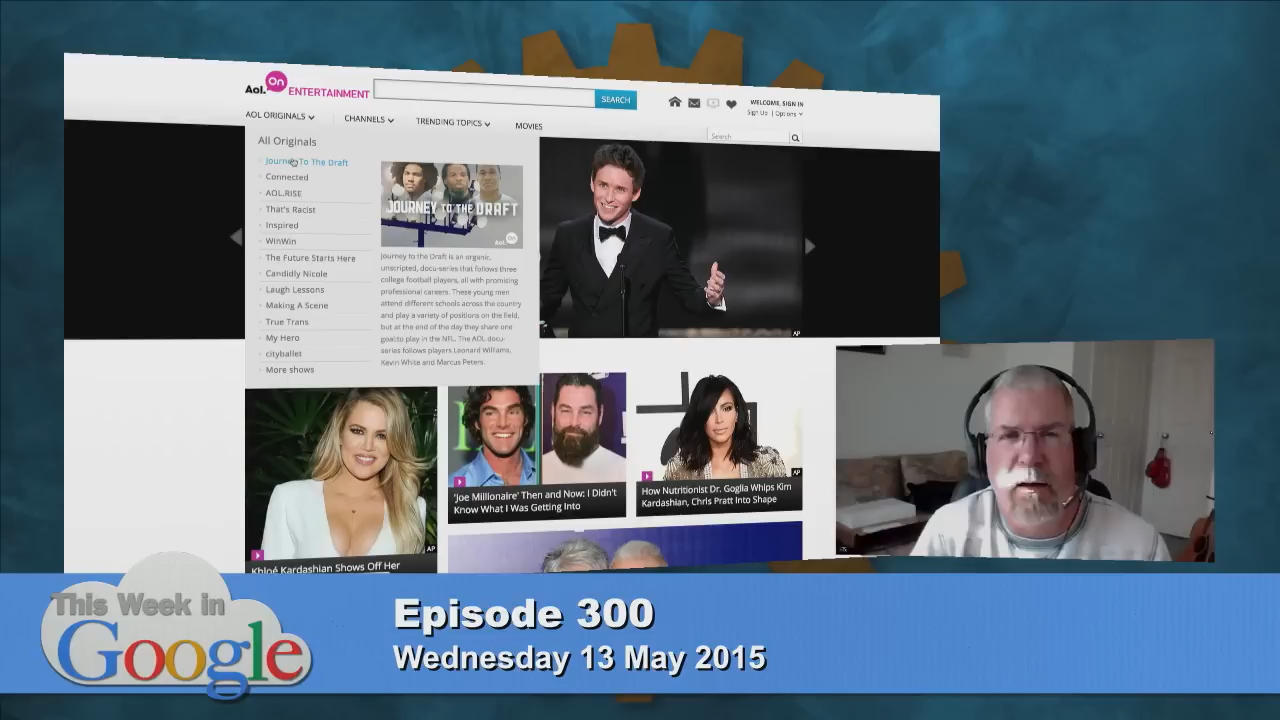 Aol.On ENTERTAINMENT
SEARCH
WELCOME, SIGN IN
Sign Up | Options
AOL ORIGINALS
CHANNELS
TRENDING TOPICS
MOVIES
Search
All Originals
Journey To The Draft
Connected
AOL.RISE
That's Racist
Inspired
WinWin
The Future Starts Here
Candidly Nicole
Laugh Lessons
Making A Scene
True Trans
My Hero
cityballet
More shows
JOURNEY TO THE DRAFT
Aol.On
Journey to the Draft is an organic,
unscripted, docu-series that follows three
college football players, all with promising
professional careers. These young men
attend different schools across the country
and play a variety of positions on the field,
but at the end of the day they share one
goal:to play in the NFL. The AOL docu-
series follows players Leonard Williams,
Kevin White and Marcus Peters.
AP
AP
Khloé Kardashian Shows Off Her
'Joe Millionaire' Then and Now: I Didn't
Know What I Was Getting Into
AP
How Nutritionist Dr. Goglia Whips Kim
Kardashian, Chris Pratt Into Shape
This Week in
Google
Episode 300
Wednesday 13 May 2015